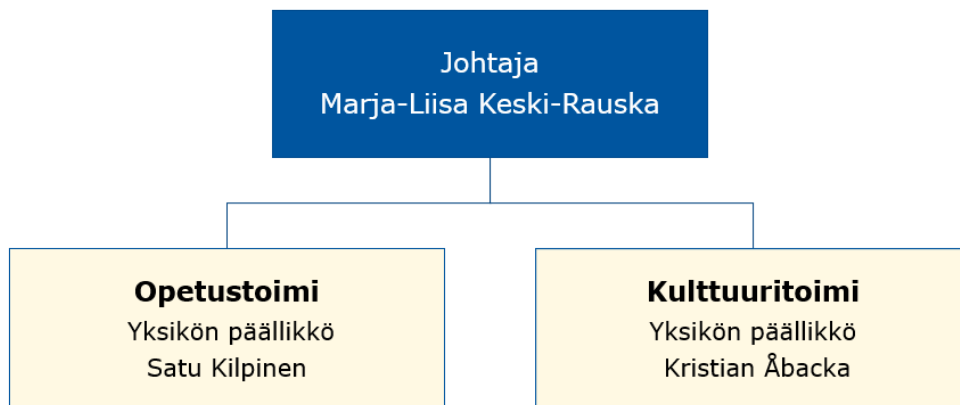 Johtaja
Marja-Liisa Keski-Rauska
Opetustoimi
Yksikön päällikkö
Satu Kilpinen
Kulttuuritoimi
Yksikön päällikkö
Kristian Åbacka